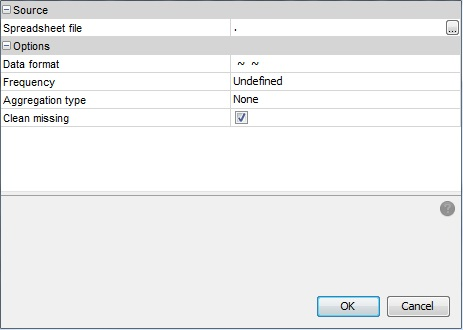 Source
Spreadsheet file .  ...
Options
Data format ~ ~
Frequency Undefined
Aggregation type None
Clean missing
?
OK Cancel